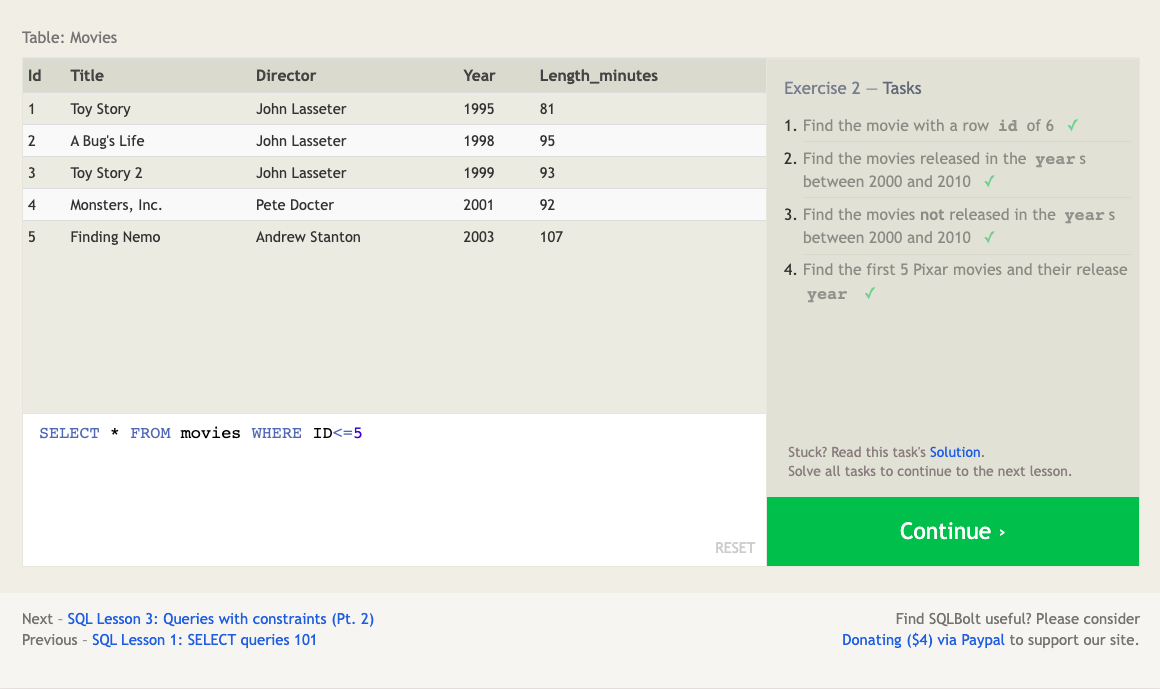 Table: Movies
Id Title Director Year Length_minutes
1 Toy Story John Lasseter 1995 81
2 A Bug's Life John Lasseter 1998 95
3 Toy Story 2 John Lasseter 1999 93
4 Monsters, Inc. Pete Docter 2001 92
5 Finding Nemo Andrew Stanton 2003 107
SELECT * FROM movies WHERE ID<=5
RESET
Exercise 2 — Tasks
1. Find the movie with a row id of 6 ✓
2. Find the movies released in the years
between 2000 and 2010 ✓
3. Find the movies not released in the years
between 2000 and 2010 ✓
4. Find the first 5 Pixar movies and their release
year ✓
Stuck? Read this task's Solution.
Solve all tasks to continue to the next lesson.
Continue ›
Next – SQL Lesson 3: Queries with constraints (Pt. 2)
Previous – SQL Lesson 1: SELECT queries 101
Find SQLBolt useful? Please consider
Donating ($4) via Paypal to support our site.